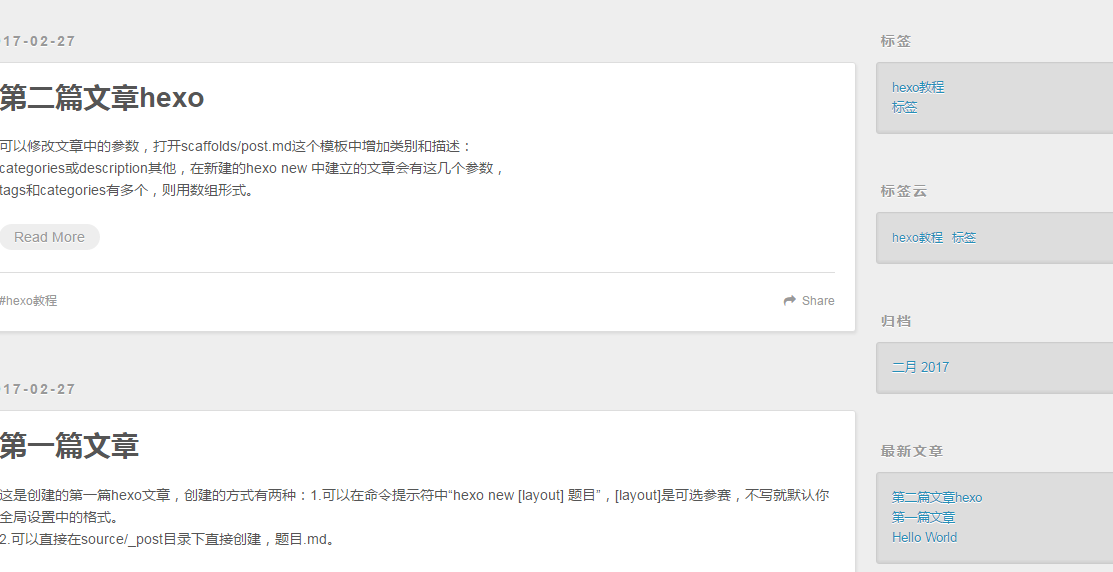 17-02-27
第二篇文章hexo
可以修改文章中的参数，打开scaffolds/post.md这个模板中增加类别和描述：
categories或description其他，在新建的hexo new 中建立的文章会有这几个参数，
tags和categories有多个，则用数组形式。
Read More
#hexo教程
Share
17-02-27
第一篇文章
这是创建的第一篇hexo文章，创建的方式有两种：1.可以在命令提示符中“hexo new [layout] 题目”，[layout]是可选参赛，不写就默认你
全局设置中的格式。
2.可以直接在source/_post目录下直接创建，题目.md。
标签
hexo教程
标签
标签云
hexo教程 标签
归档
二月 2017
最新文章
第二篇文章hexo
第一篇文章
Hello World